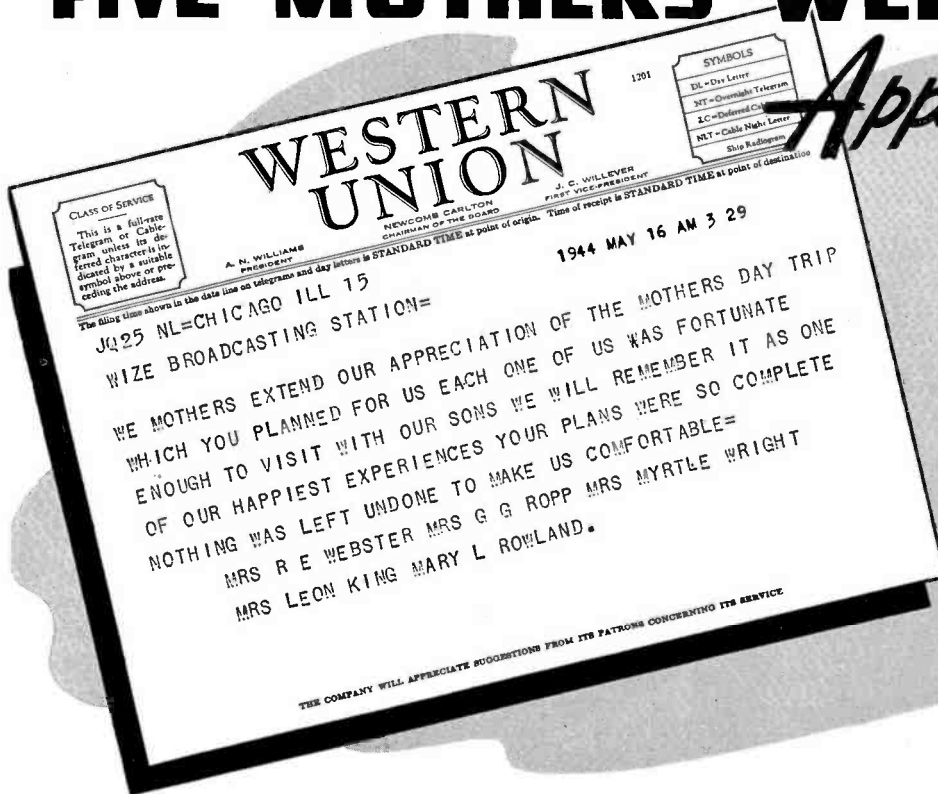 FIVE MOTHERS
WESTERN
UNION
1201
SYMBOLS
DL=Day Letter
NT=Overnight Telegram
LC=Deferred
NLT=Cable Night Letter
Ship Radiogram
CLASS OF SERVICE
This is a full-rate
Telegram or Cable-
gram unless its de-
ferred character is in-
dicated by a suitable
symbol above or pre-
ceding the address.
A. N. WILLIAMS
PRESIDENT
NEWCOMB CARLTON
CHAIRMAN OF THE BOARD
J. C. WILLEVER
FIRST VICE-PRESIDENT
The filing time shown in the date line on telegrams and day letters is STANDARD TIME at point of origin. Time of receipt is STANDARD TIME at point of destination
1944 MAY 16 AM 3 29
JQ25 NL=CHICAGO ILL 15
WIZE BROADCASTING STATION=
WE MOTHERS EXTEND OUR APPRECIATION OF THE MOTHERS DAY TRIP
WHICH YOU PLANNED FOR US EACH ONE OF US WAS FORTUNATE
ENOUGH TO VISIT WITH OUR SONS WE WILL REMEMBER IT AS ONE
OF OUR HAPPIEST EXPERIENCES YOUR PLANS WERE SO COMPLETE
NOTHING WAS LEFT UNDONE TO MAKE US COMFORTABLE=
MRS R E WEBSTER MRS G G ROPP MRS MYRTLE WRIGHT
MRS LEON KING MARY L ROWLAND.
THE COMPANY WILL APPRECIATE SUGGESTIONS FROM ITS PATRONS CONCERNING ITS SERVICE